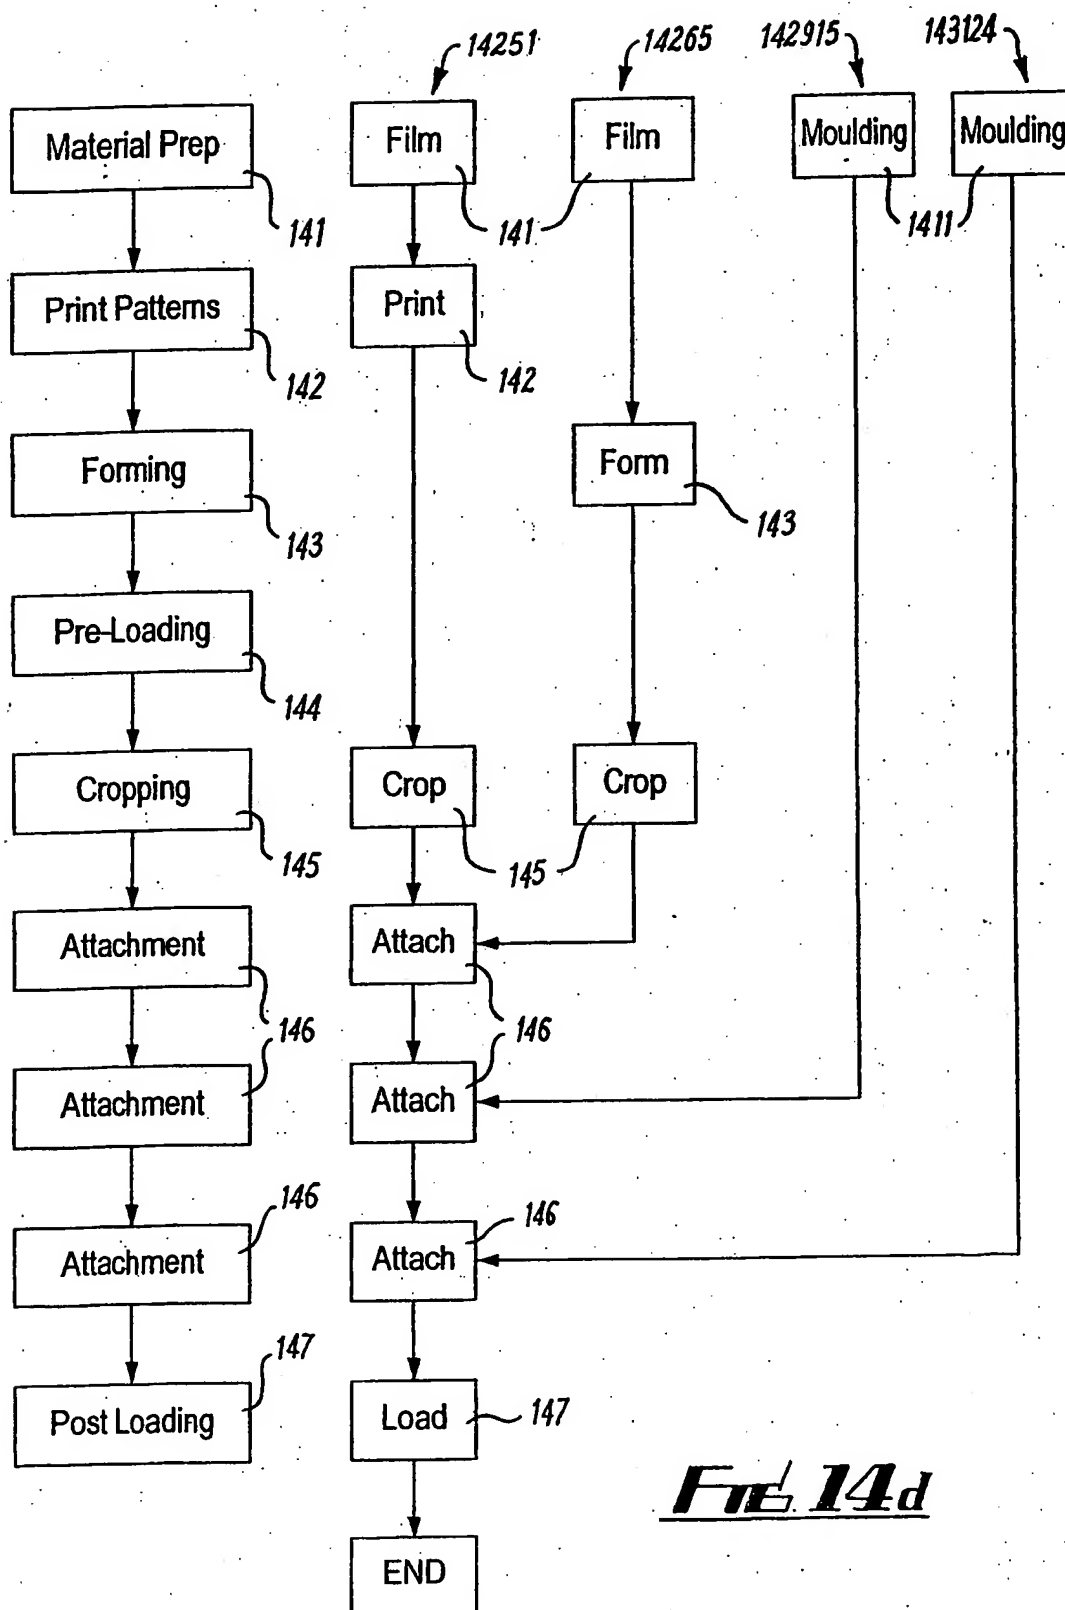 14251 14265 142915 143124
Material Prep Film Film Moulding Moulding
141 141 1411
Print Patterns Print
142 142
Forming Form
143 143
Pre-Loading
144
Cropping Crop Crop
145 145
Attachment Attach
146 146
Attachment Attach
146 146
Attachment Attach
147 147
Post Loading Load
END
FIG 14d